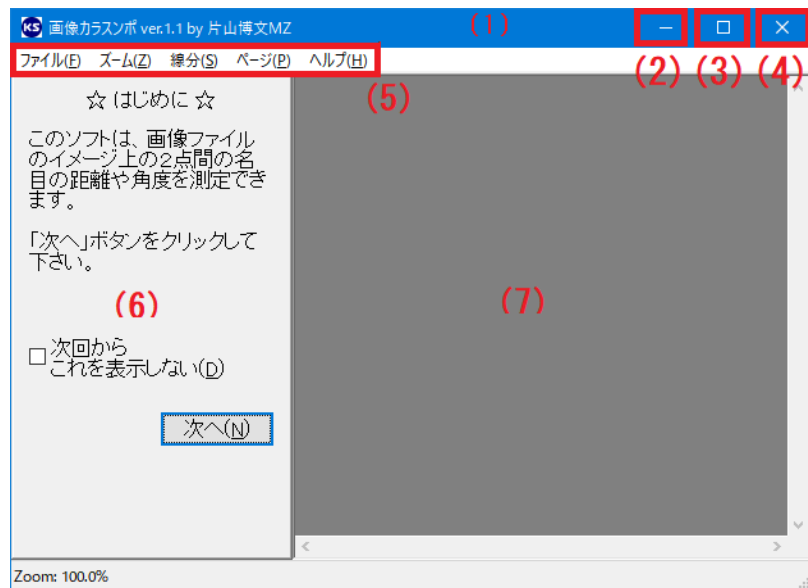 KS 画像カラスンポ ver.1.1 by 片山博文MZ (1)
ファイル(F) ズーム(Z) 線分(S) ページ(P) ヘルプ(H)
(2) (3) (4)
(5)
☆ はじめに ☆
このソフトは、画像ファイル
のイメージ上の2点間の名
目の距離や角度を測定でき
ます。
「次へ」ボタンをクリックして
下さい。
(6)
(7)
次回から
これを表示しない(D)
次へ(N)
Zoom: 100.0%